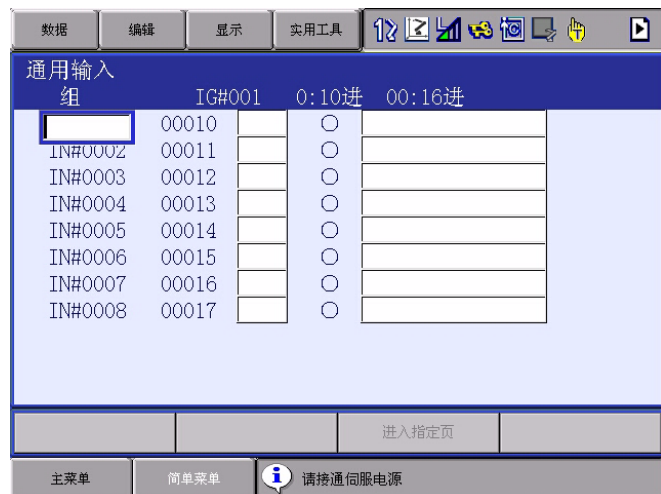 数据 编辑 显示 实用工具
通用输入
组 IG#001 0:10进 00:16进
00010
IN#0002 00011
IN#0003 00012
IN#0004 00013
IN#0005 00014
IN#0006 00015
IN#0007 00016
IN#0008 00017
进入指定页
主菜单 简单菜单 请接通伺服电源